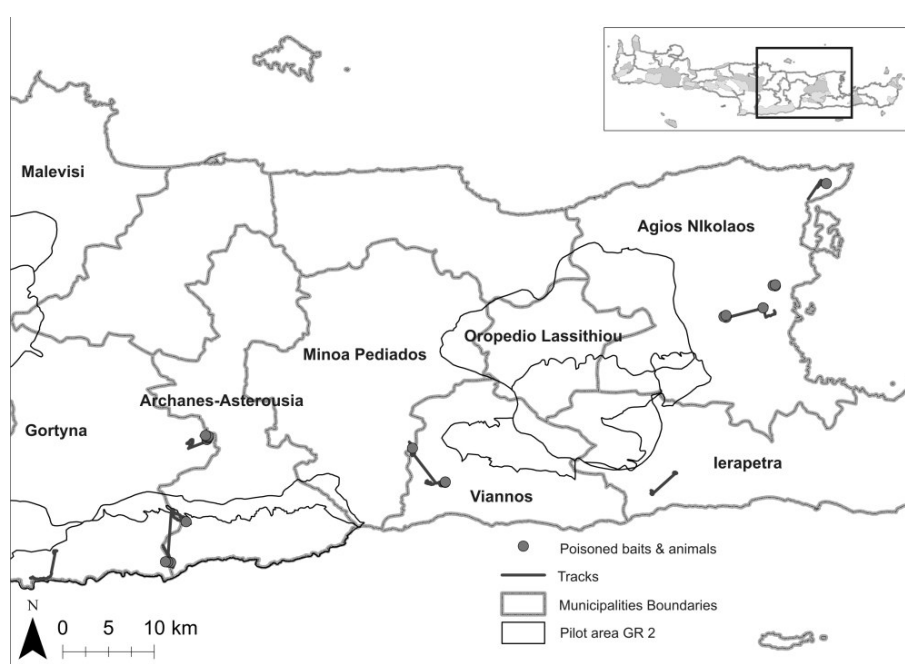 Malevisi
Agios NIkolaos
Oropedio Lassithiou
Minoa Pediados
Archanes-Asterousia
Gortyna
Ierapetra
Viannos
Poisoned baits & animals
Tracks
Municipalities Boundaries
Pilot area GR 2
N
0 5 10 km